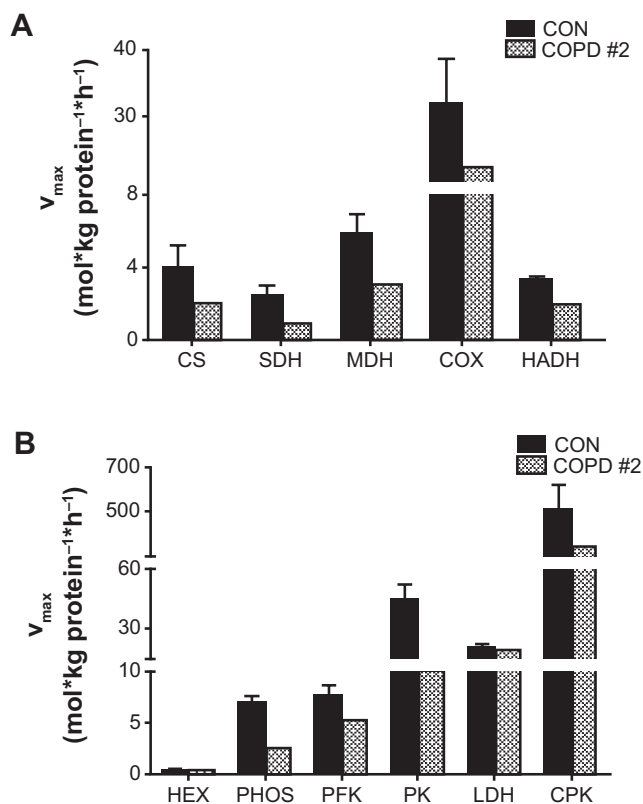 A
CON
COPD #2
40
30
8
4
0
vmax
(mol*kg protein⁻¹*h⁻¹)
CS SDH MDH COX HADH
B
CON
COPD #2
700
500
60
30
10
5
0
vmax
(mol*kg protein⁻¹*h⁻¹)
HEX PHOS PFK PK LDH CPK